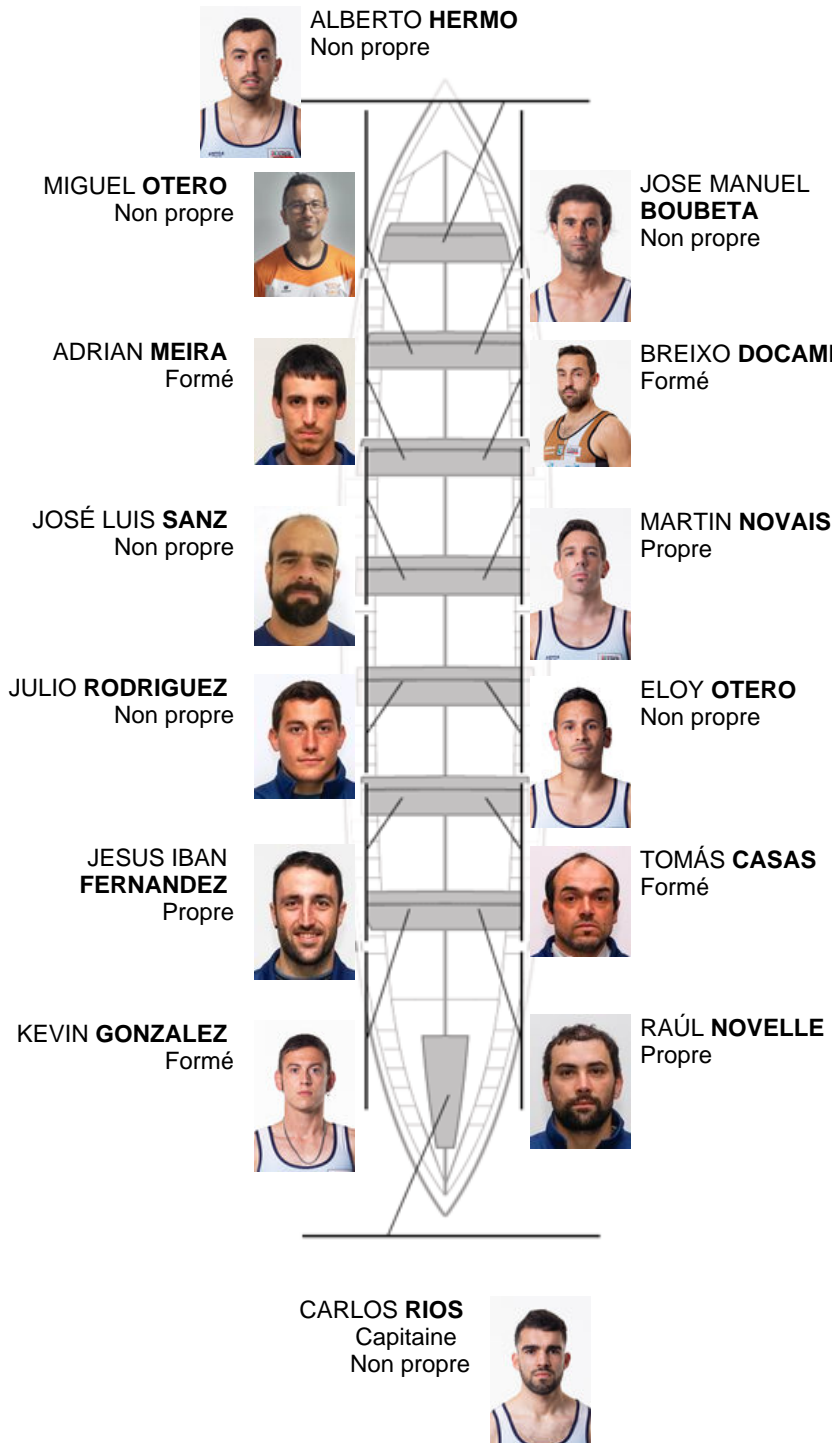 ALBERTO HERMO
Non propre
MIGUEL OTERO
Non propre
JOSE MANUEL
BOUBETA
Non propre
ADRIAN MEIRA
Formé
BREIXO DOCAM
Formé
JOSÉ LUIS SANZ
Non propre
MARTIN NOVAIS
Propre
JULIO RODRIGUEZ
Non propre
ELOY OTERO
Non propre
JESUS IBAN
FERNANDEZ
Propre
TOMÁS CASAS
Formé
KEVIN GONZALEZ
Formé
RAÚL NOVELLE
Propre
CARLOS RIOS
Capitaine
Non propre